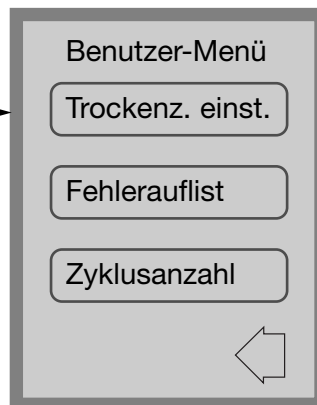 Benutzer-Menü
Trockenz. einst.
Fehlerauflist
Zyklusanzahl